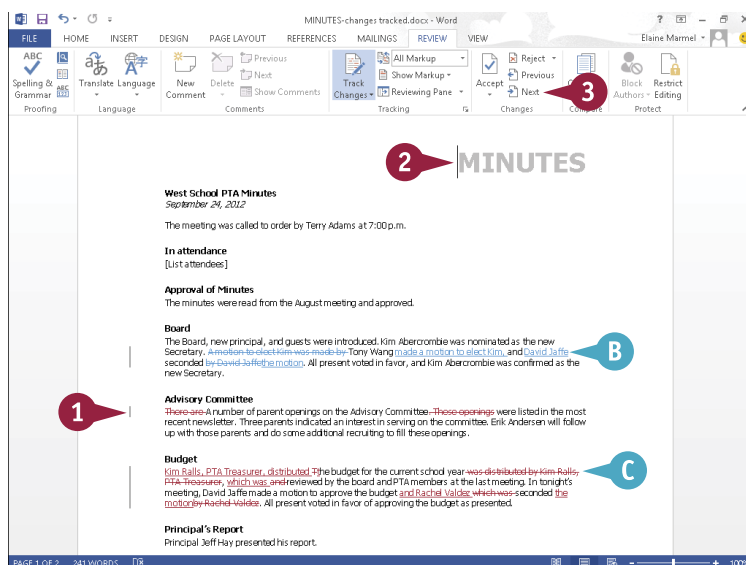 MINUTES-changes tracked.docx - Word
FILE HOME INSERT DESIGN PAGE LAYOUT REFERENCES MAILINGS REVIEW VIEW Elaine Marmel
ABC
Spelling & Grammar
ABC 123
Proofing
Translate Language
Language
New Comment
Delete
Previous
Next
Show Comments
Comments
Track Changes
All Markup
Show Markup
Reviewing Pane
Tracking
Accept
Reject
Previous
Next
Changes
Compare
Block Authors
Restrict Editing
Protect
3
2
MINUTES
West School PTA Minutes
September 24, 2012
The meeting was called to order by Terry Adams at 7:00 p.m.
In attendance
[List attendees]
Approval of Minutes
The minutes were read from the August meeting and approved.
Board
The Board, new principal, and guests were introduced. Kim Abercrombie was nominated as the new
Secretary. A motion to elect Kim was made by Tony Wang made a motion to elect Kim, and David Jaffe
seconded by David Jaffethe motion. All present voted in favor, and Kim Abercrombie was confirmed as the
new Secretary.
B
Advisory Committee
1
There are A number of parent openings on the Advisory Committee. These openings were listed in the most
recent newsletter. Three parents indicated an interest in serving on the committee. Erik Andersen will follow
up with those parents and do some additional recruiting to fill these openings.
Budget
Kim Ralls, PTA Treasurer, distributed Tthe budget for the current school year was distributed by Kim Ralls,
PTA Treasurer, which was and reviewed by the board and PTA members at the last meeting. In tonight's
meeting, David Jaffe made a motion to approve the budget and Rachel Valdez which was seconded the
motionby Rachel Valdez. All present voted in favor of approving the budget as presented.
C
Principal's Report
Principal Jeff Hay presented his report.
PAGE 1 OF 2 241 WORDS 100%